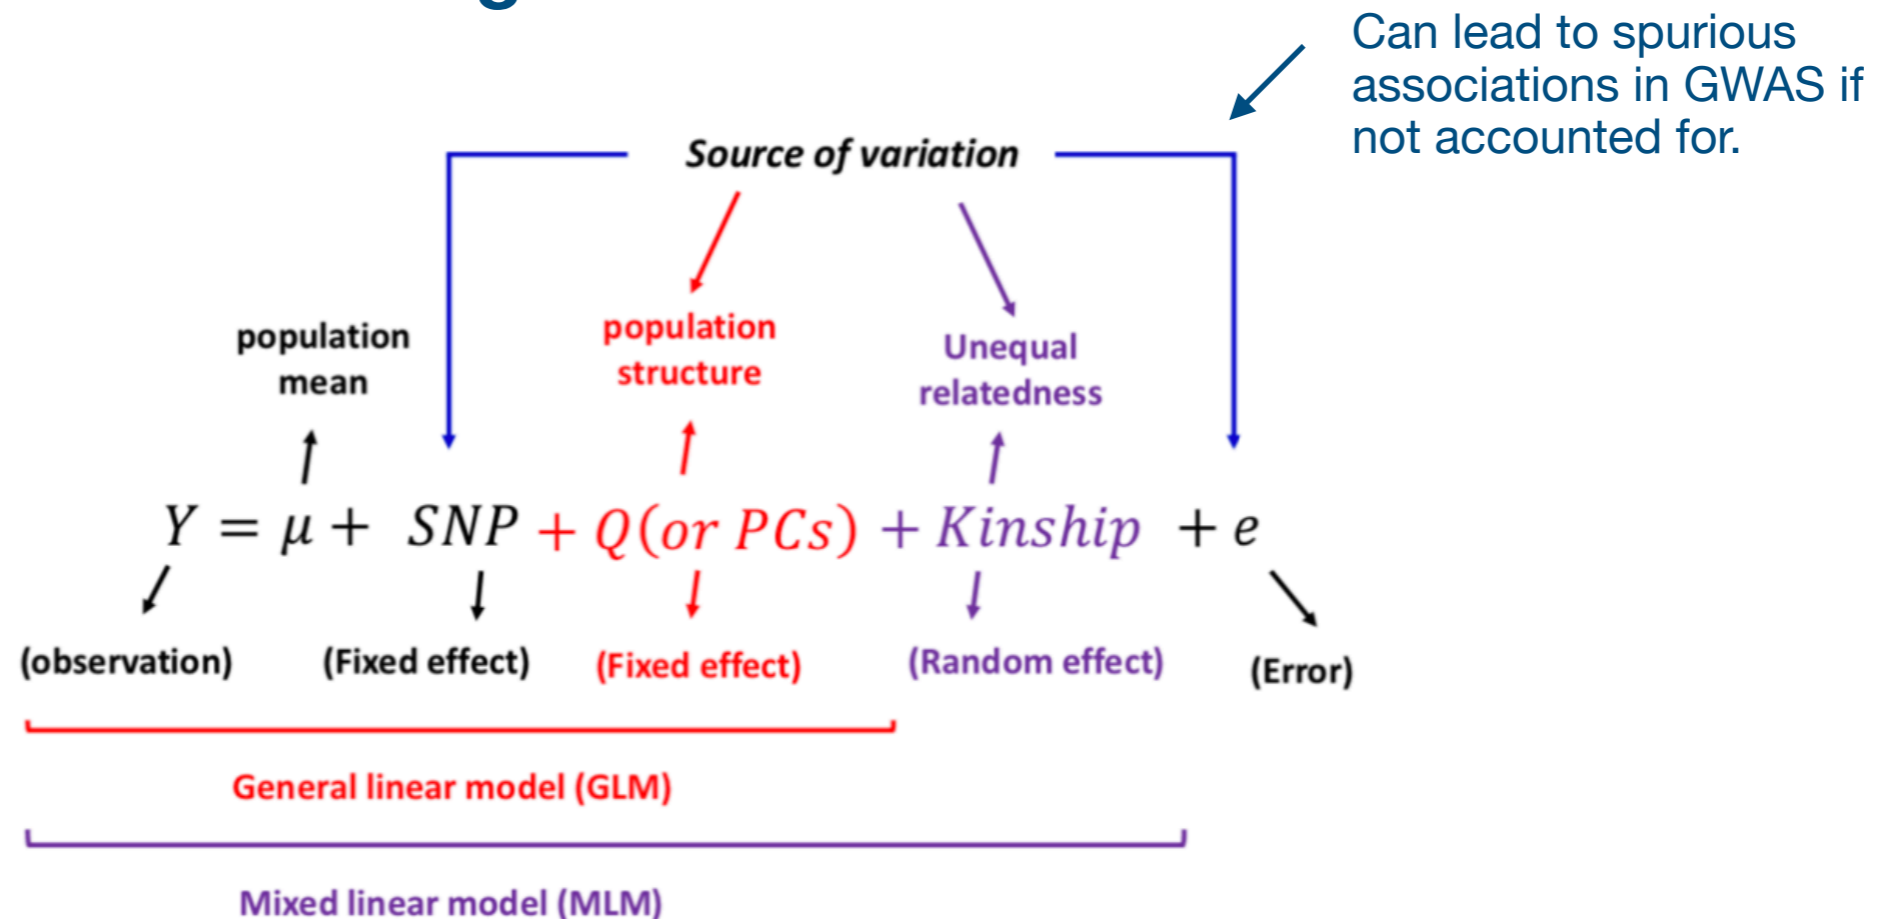 Can lead to spurious
associations in GWAS if
not accounted for.
Source of variation
population
mean
population
structure
Unequal
relatedness
Y = μ + SNP + Q(or PCs) + Kinship + e
(observation) (Fixed effect) (Fixed effect) (Random effect) (Error)
General linear model (GLM)
Mixed linear model (MLM)